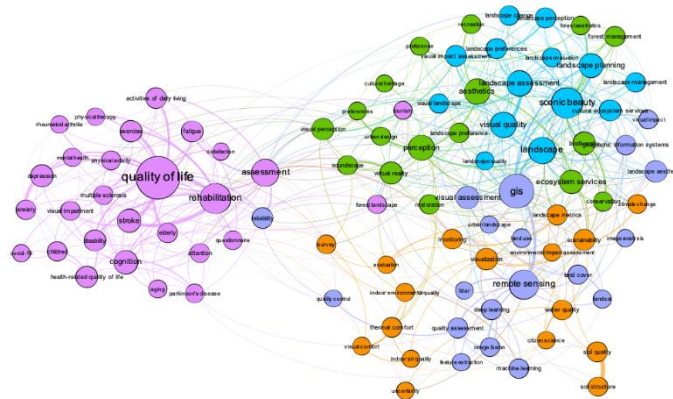 recreation
landscape change
landscape perception
forest aesthetics
forest management
preference
landscape preferences
visual impact assessment
landscape evaluation
landscape planning
cultural heritage
aesthetics
landscape assessment
landscape management
activities of daily living
scenic beauty
cultural ecosystem services
preferences
visual landscape
tourism
visual impact
physical therapy
rheumatoid arthritis
exercise
fatigue
visual perception
urban design
landscape preference
visual quality
mental health
physical activity
satisfaction
perception
landscape
soundscape
landscape quality
depression
quality of life
assessment
virtual reality
ecosystem services
multiple sclerosis
rehabilitation
visual assessment
gis
anxiety
visual impairment
stroke
reliability
forest landscape
restoration
conservation
landscape metrics
climate change
elderly
questionnaire
urban landscape
disability
survey
monitoring
land use
sustainability
image analysis
covid-19
children
cognition
attention
evaluation
visualization
environmental impact assessment
health-related quality of life
land cover
remote sensing
aging
parkinson's disease
quality control
indoor environmental quality
lidar
landsat
deep learning
water quality
thermal comfort
quality assessment
citizen science
visual comfort
image fusion
soil quality
indoor air quality
feature extraction
machine learning
uncertainty
soil structure